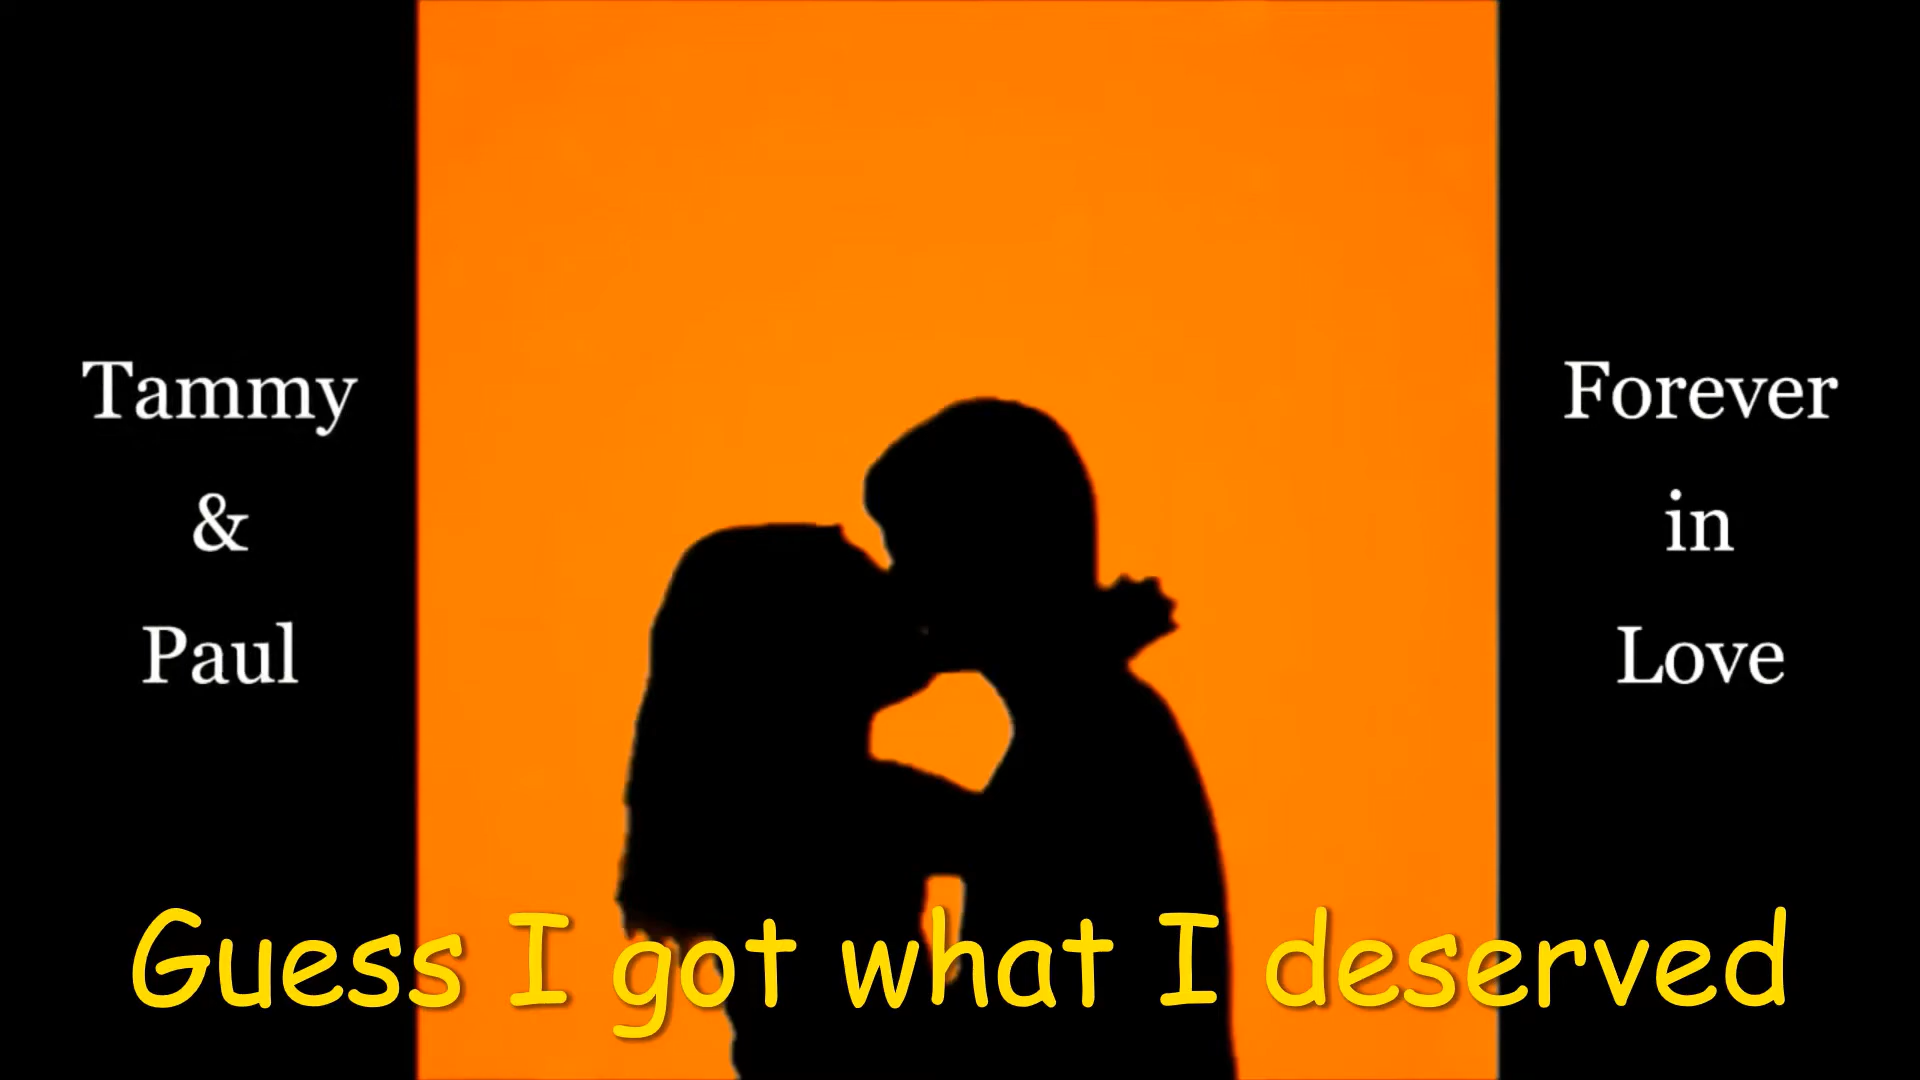 Tammy
&
Paul
Forever
in
Love
Guess I got what I deserved